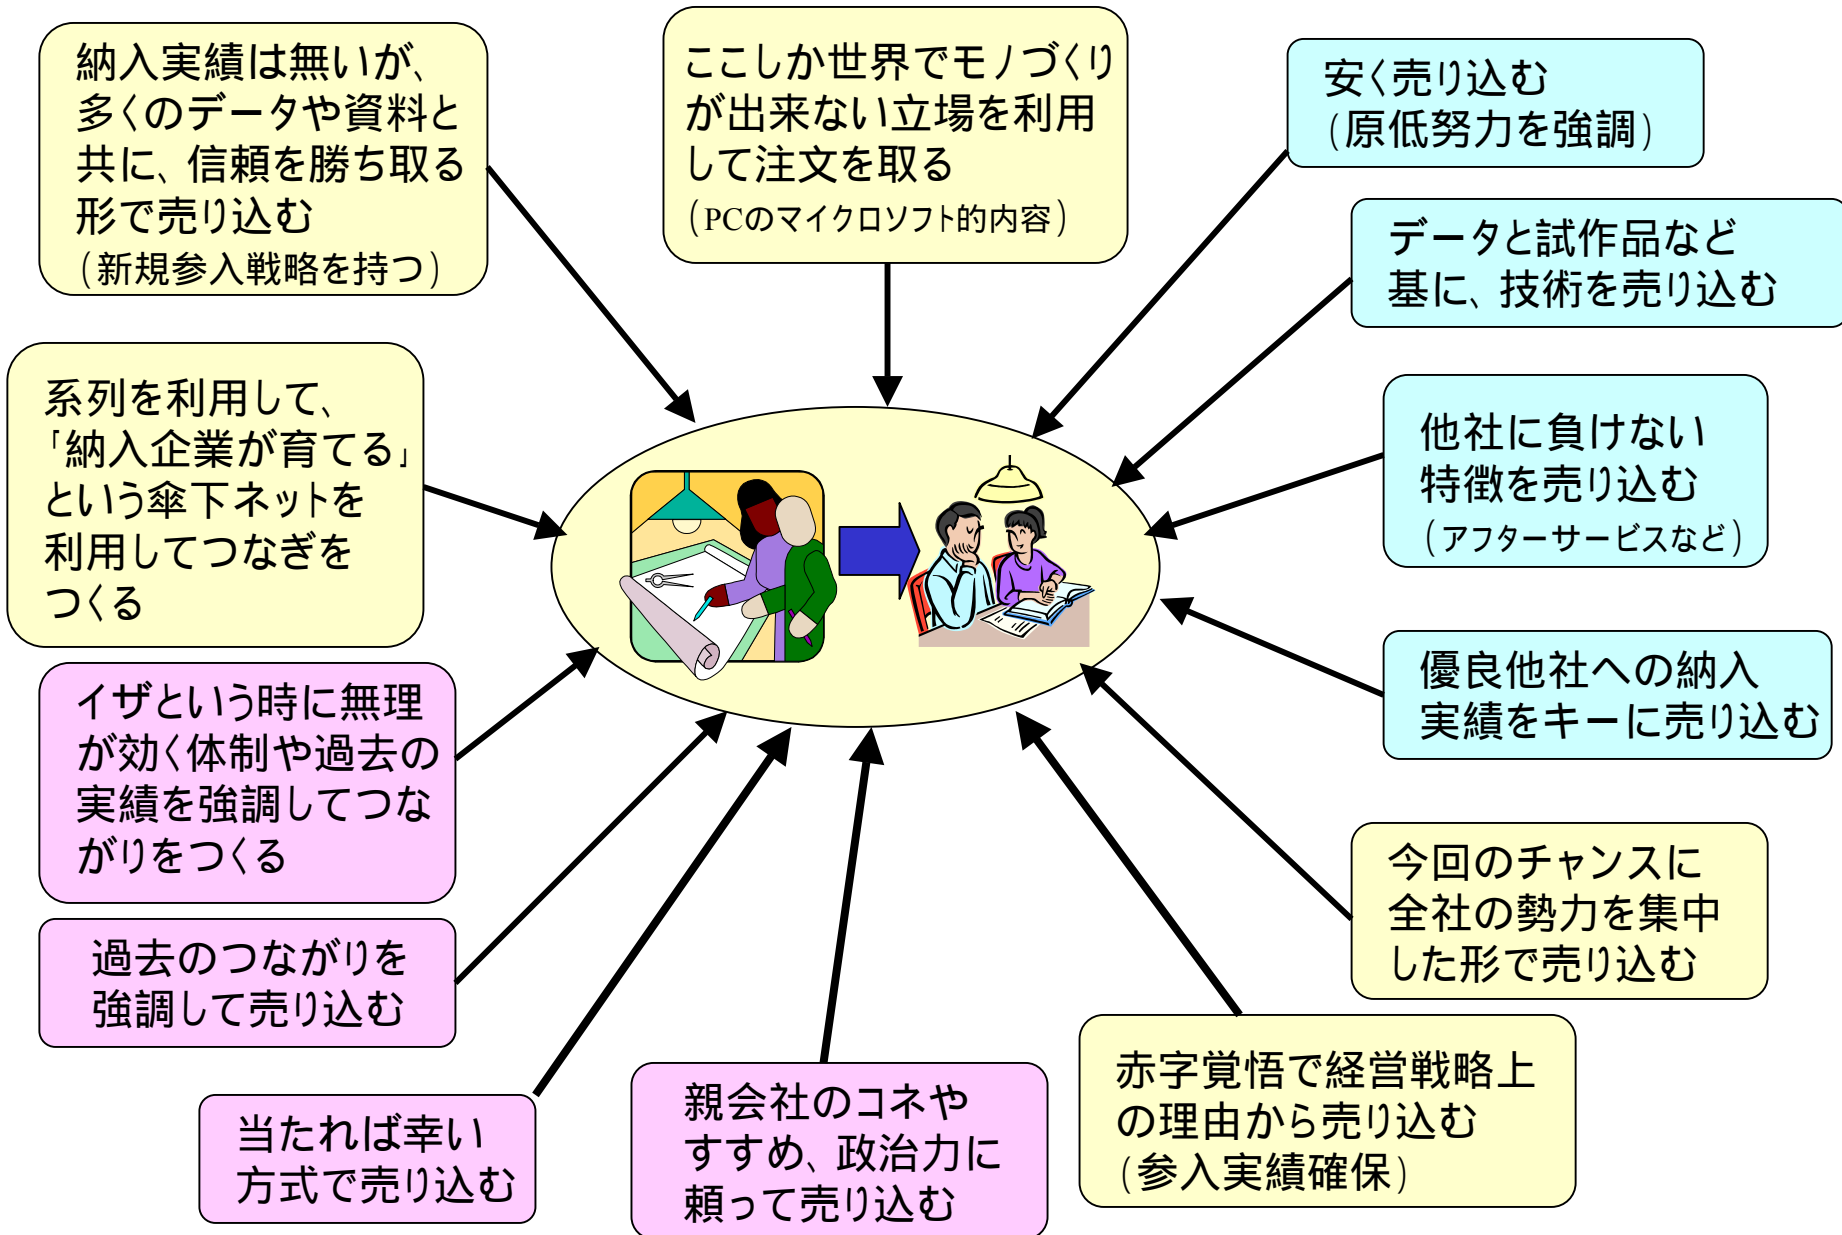 納入実績は無いが、
多くのデータや資料と
共に、信頼を勝ち取る
形で売り込む
(新規参入戦略を持つ)
ここしか世界でモノづくり
が出来ない立場を利用
して注文を取る
(PCのマイクロソフト的内容)
安く売り込む
(原低努力を強調)
データと試作品など
基に、技術を売り込む
系列を利用して、
「納入企業が育てる」
という傘下ネットを
利用してつなぎを
つくる
他社に負けない
特徴を売り込む
(アフターサービスなど)
イザという時に無理
が効く体制や過去の
実績を強調してつな
がりをつくる
優良他社への納入
実績をキーに売り込む
過去のつながりを
強調して売り込む
今回のチャンスに
全社の勢力を集中
した形で売り込む
当たれば幸い
方式で売り込む
親会社のコネや
すすめ、政治力に
頼って売り込む
赤字覚悟で経営戦略上
の理由から売り込む
(参入実績確保)